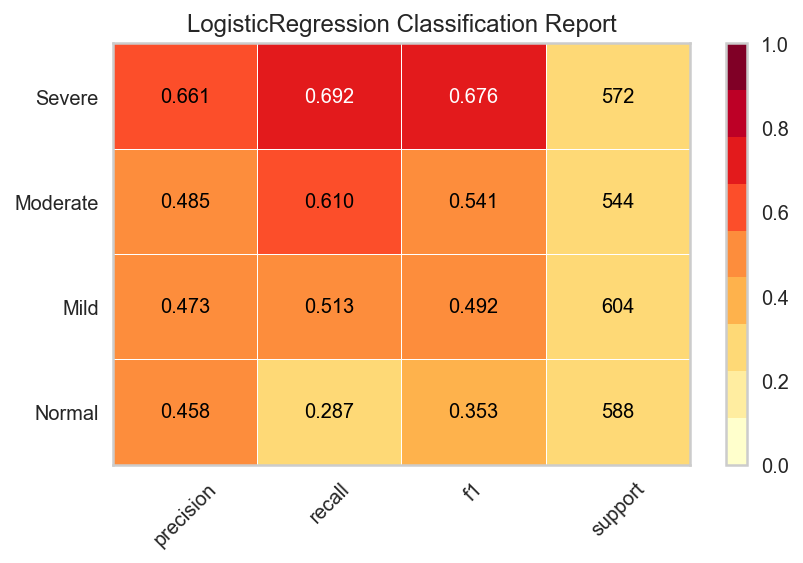 LogisticRegression Classification Report
Severe 0.661 0.692 0.676 572
Moderate 0.485 0.610 0.541 544
Mild 0.473 0.513 0.492 604
Normal 0.458 0.287 0.353 588
precision recall f1 support
1.0
0.8
0.6
0.4
0.2
0.0